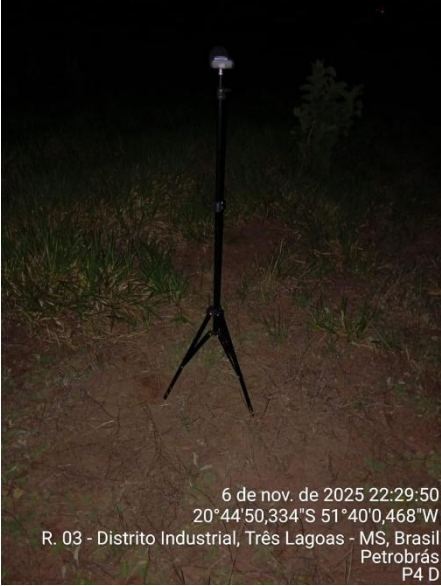 6 de nov. de 2025 22:29:50
20°44'50,334"S 51°40'0,468"W
R. 03 - Distrito Industrial, Três Lagoas - MS, Brasil
Petrobrás
P4 D